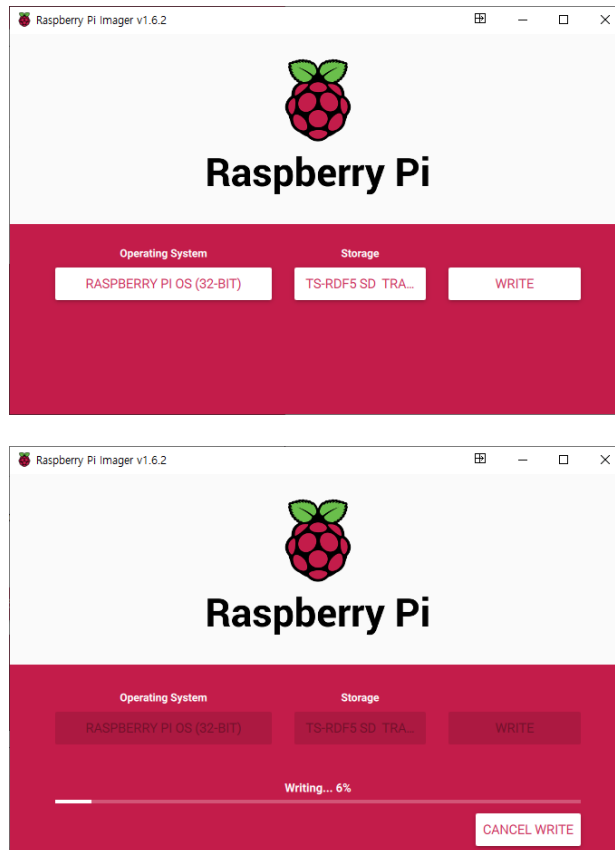 Raspberry Pi Imager v1.6.2
Raspberry Pi
Operating System
Storage
RASPBERRY PI OS (32-BIT)
TS-RDF5 SD TRA...
WRITE
Raspberry Pi Imager v1.6.2
Raspberry Pi
Operating System
Storage
RASPBERRY PI OS (32-BIT)
TS-RDF5 SD TRA...
WRITE
Writing... 6%
CANCEL WRITE